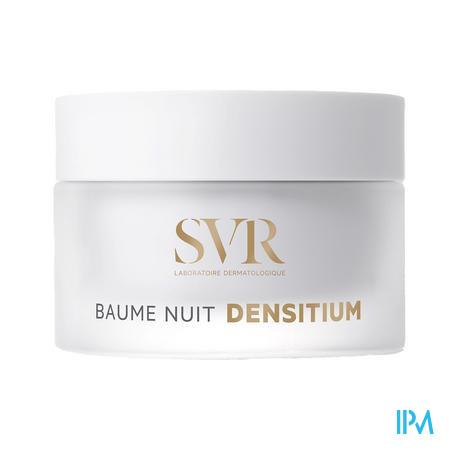 SVR
LABORATOIRE DERMATOLOGIQUE
BAUME NUIT DENSITIUM
IPM